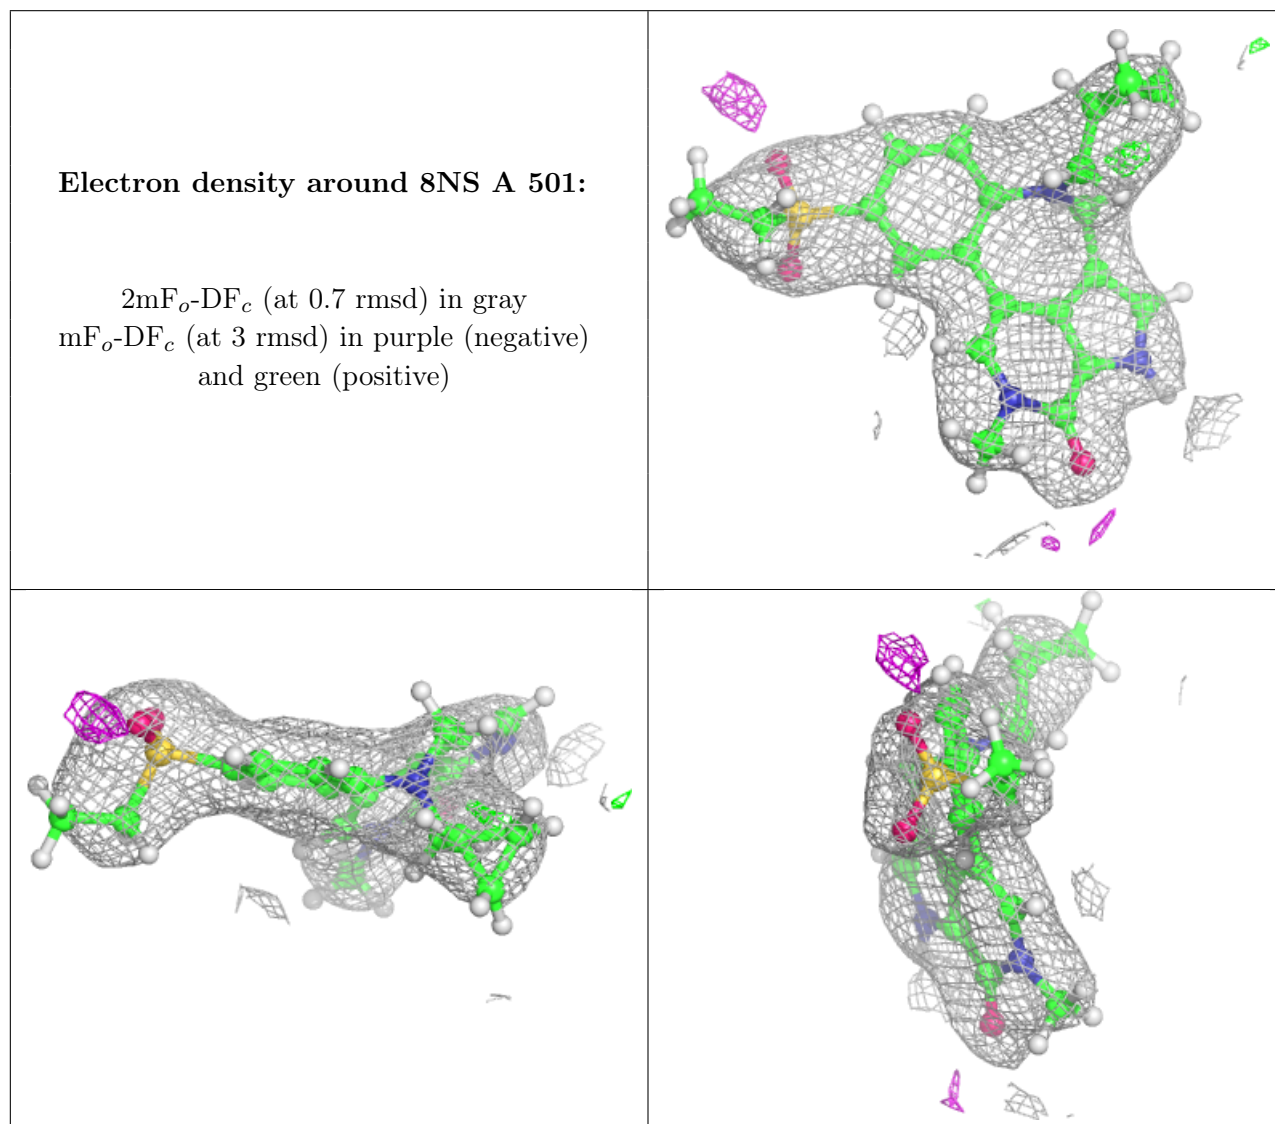 Electron density around 8NS A 501:
2mFo-DFc (at 0.7 rmsd) in gray
mFo-DFc (at 3 rmsd) in purple (negative)
and green (positive)